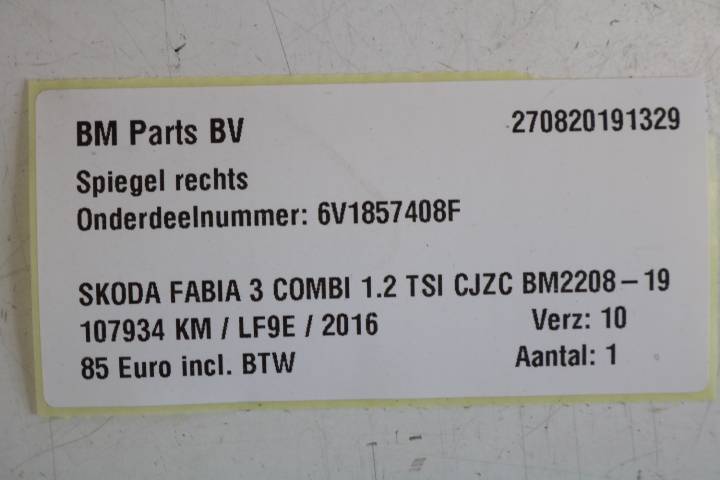 BM Parts BV 270820191329
Spiegel rechts
Onderdeelnummer: 6V1857408F
SKODA FABIA 3 COMBI 1.2 TSI CJZC BM2208-19
107934 KM / LF9E / 2016 Verz: 10
85 Euro incl. BTW Aantal: 1